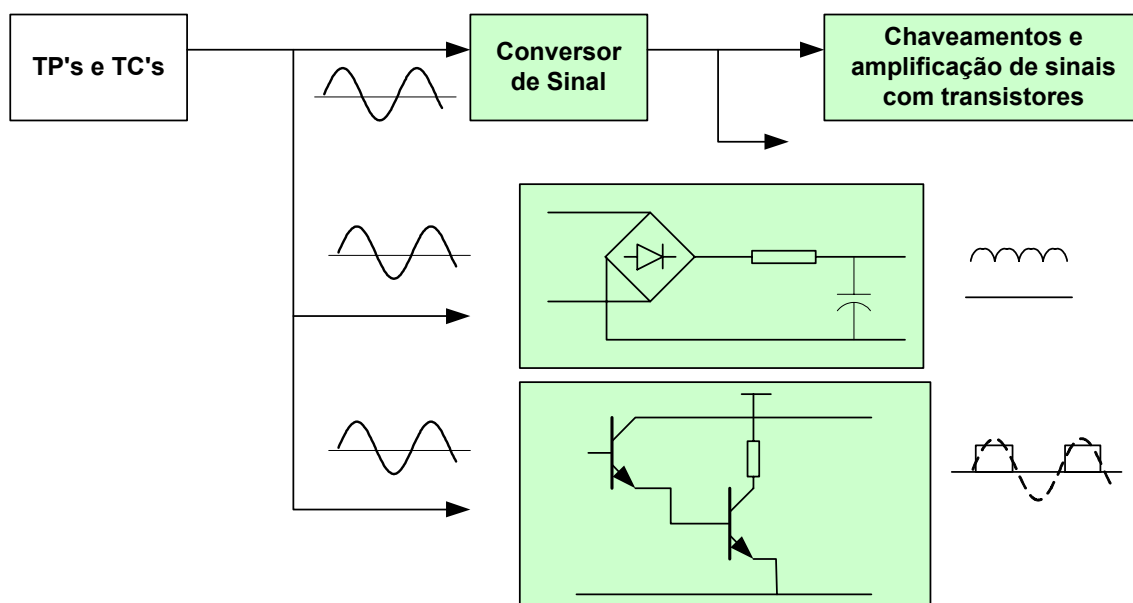 TP's e TC's
Conversor
de Sinal
Chaveamentos e
amplificação de sinais
com transistores